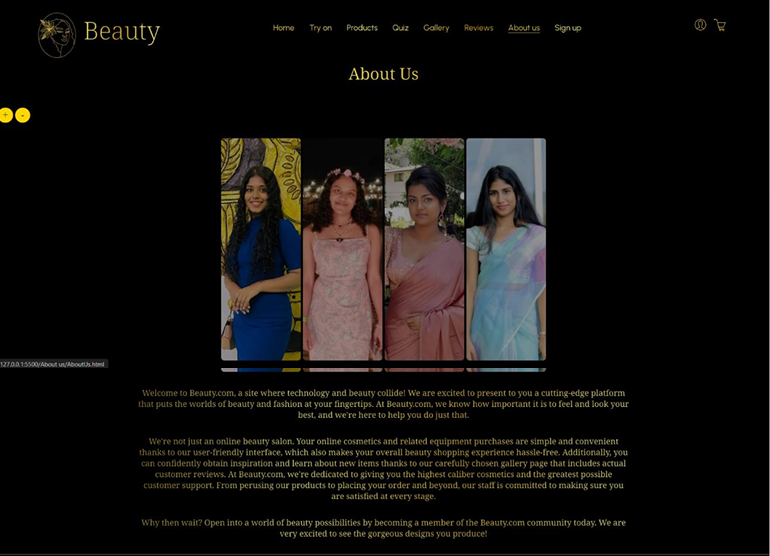 Beauty
Home Try on Products Quiz Gallery Reviews About us Sign up
About Us
+ -
127.0.0.1:5500/About us/AboutUs.html
Welcome to Beauty.com, a site where technology and beauty collide! We are excited to present to you a cutting-edge platform
that puts the worlds of beauty and fashion at your fingertips. At Beauty.com, we know how important it is to feel and look your
best, and we're here to help you do just that.
We're not just an online beauty salon. Your online cosmetics and related equipment purchases are simple and convenient
thanks to our user-friendly interface, which also makes your overall beauty shopping experience hassle-free. Additionally, you
can confidently obtain inspiration and learn about new items thanks to our carefully chosen gallery page that includes actual
customer reviews. At Beauty.com, we're dedicated to giving you the highest caliber cosmetics and the greatest possible
customer support. From perusing our products to placing your order and beyond, our staff is committed to making sure you
are satisfied at every stage.
Why then wait? Open into a world of beauty possibilities by becoming a member of the Beauty.com community today. We are
very excited to see the gorgeous designs you produce!